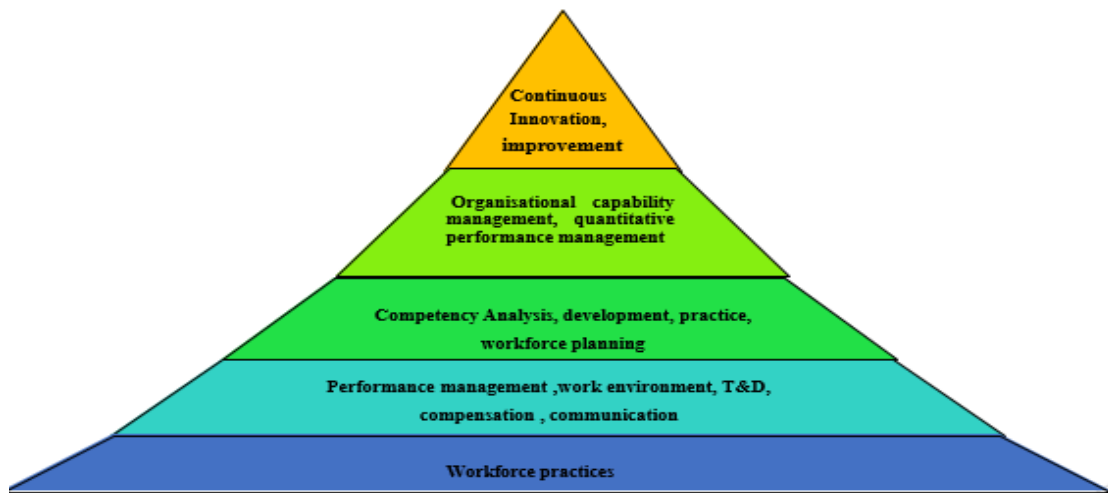 Continuous
Innovation,
improvement
Organisational capability
management, quantitative
performance management
Competency Analysis, development, practice,
workforce planning
Performance management ,work environment, T&D,
compensation , communication
Workforce practices